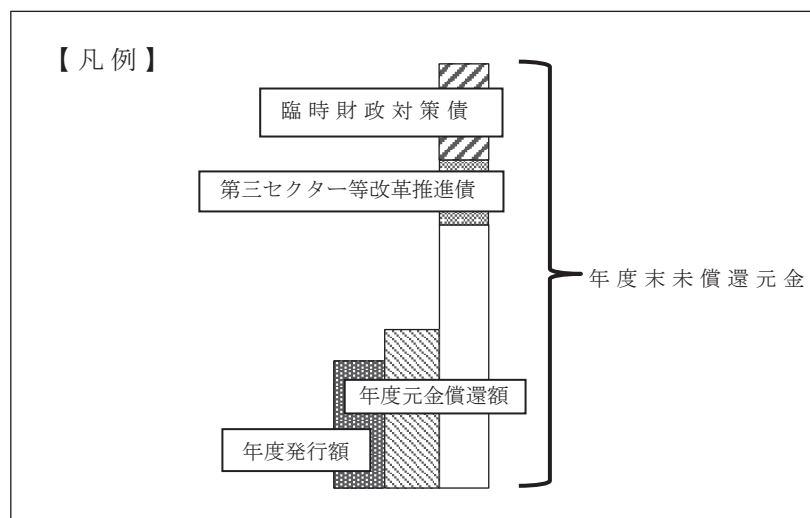 【凡例】
臨時財政対策債
第三セクター等改革推進債
年度末未償還元金
年度元金償還額
年度発行額